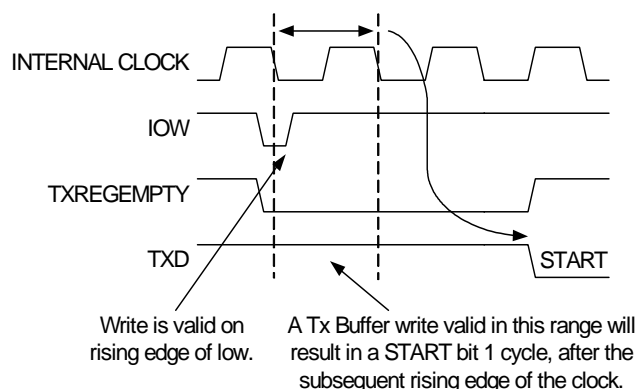 INTERNAL CLOCK
IOW
TXREGEMPTY
TXD
START
Write is valid on
rising edge of low.
A Tx Buffer write valid in this range will
result in a START bit 1 cycle, after the
subsequent rising edge of the clock.